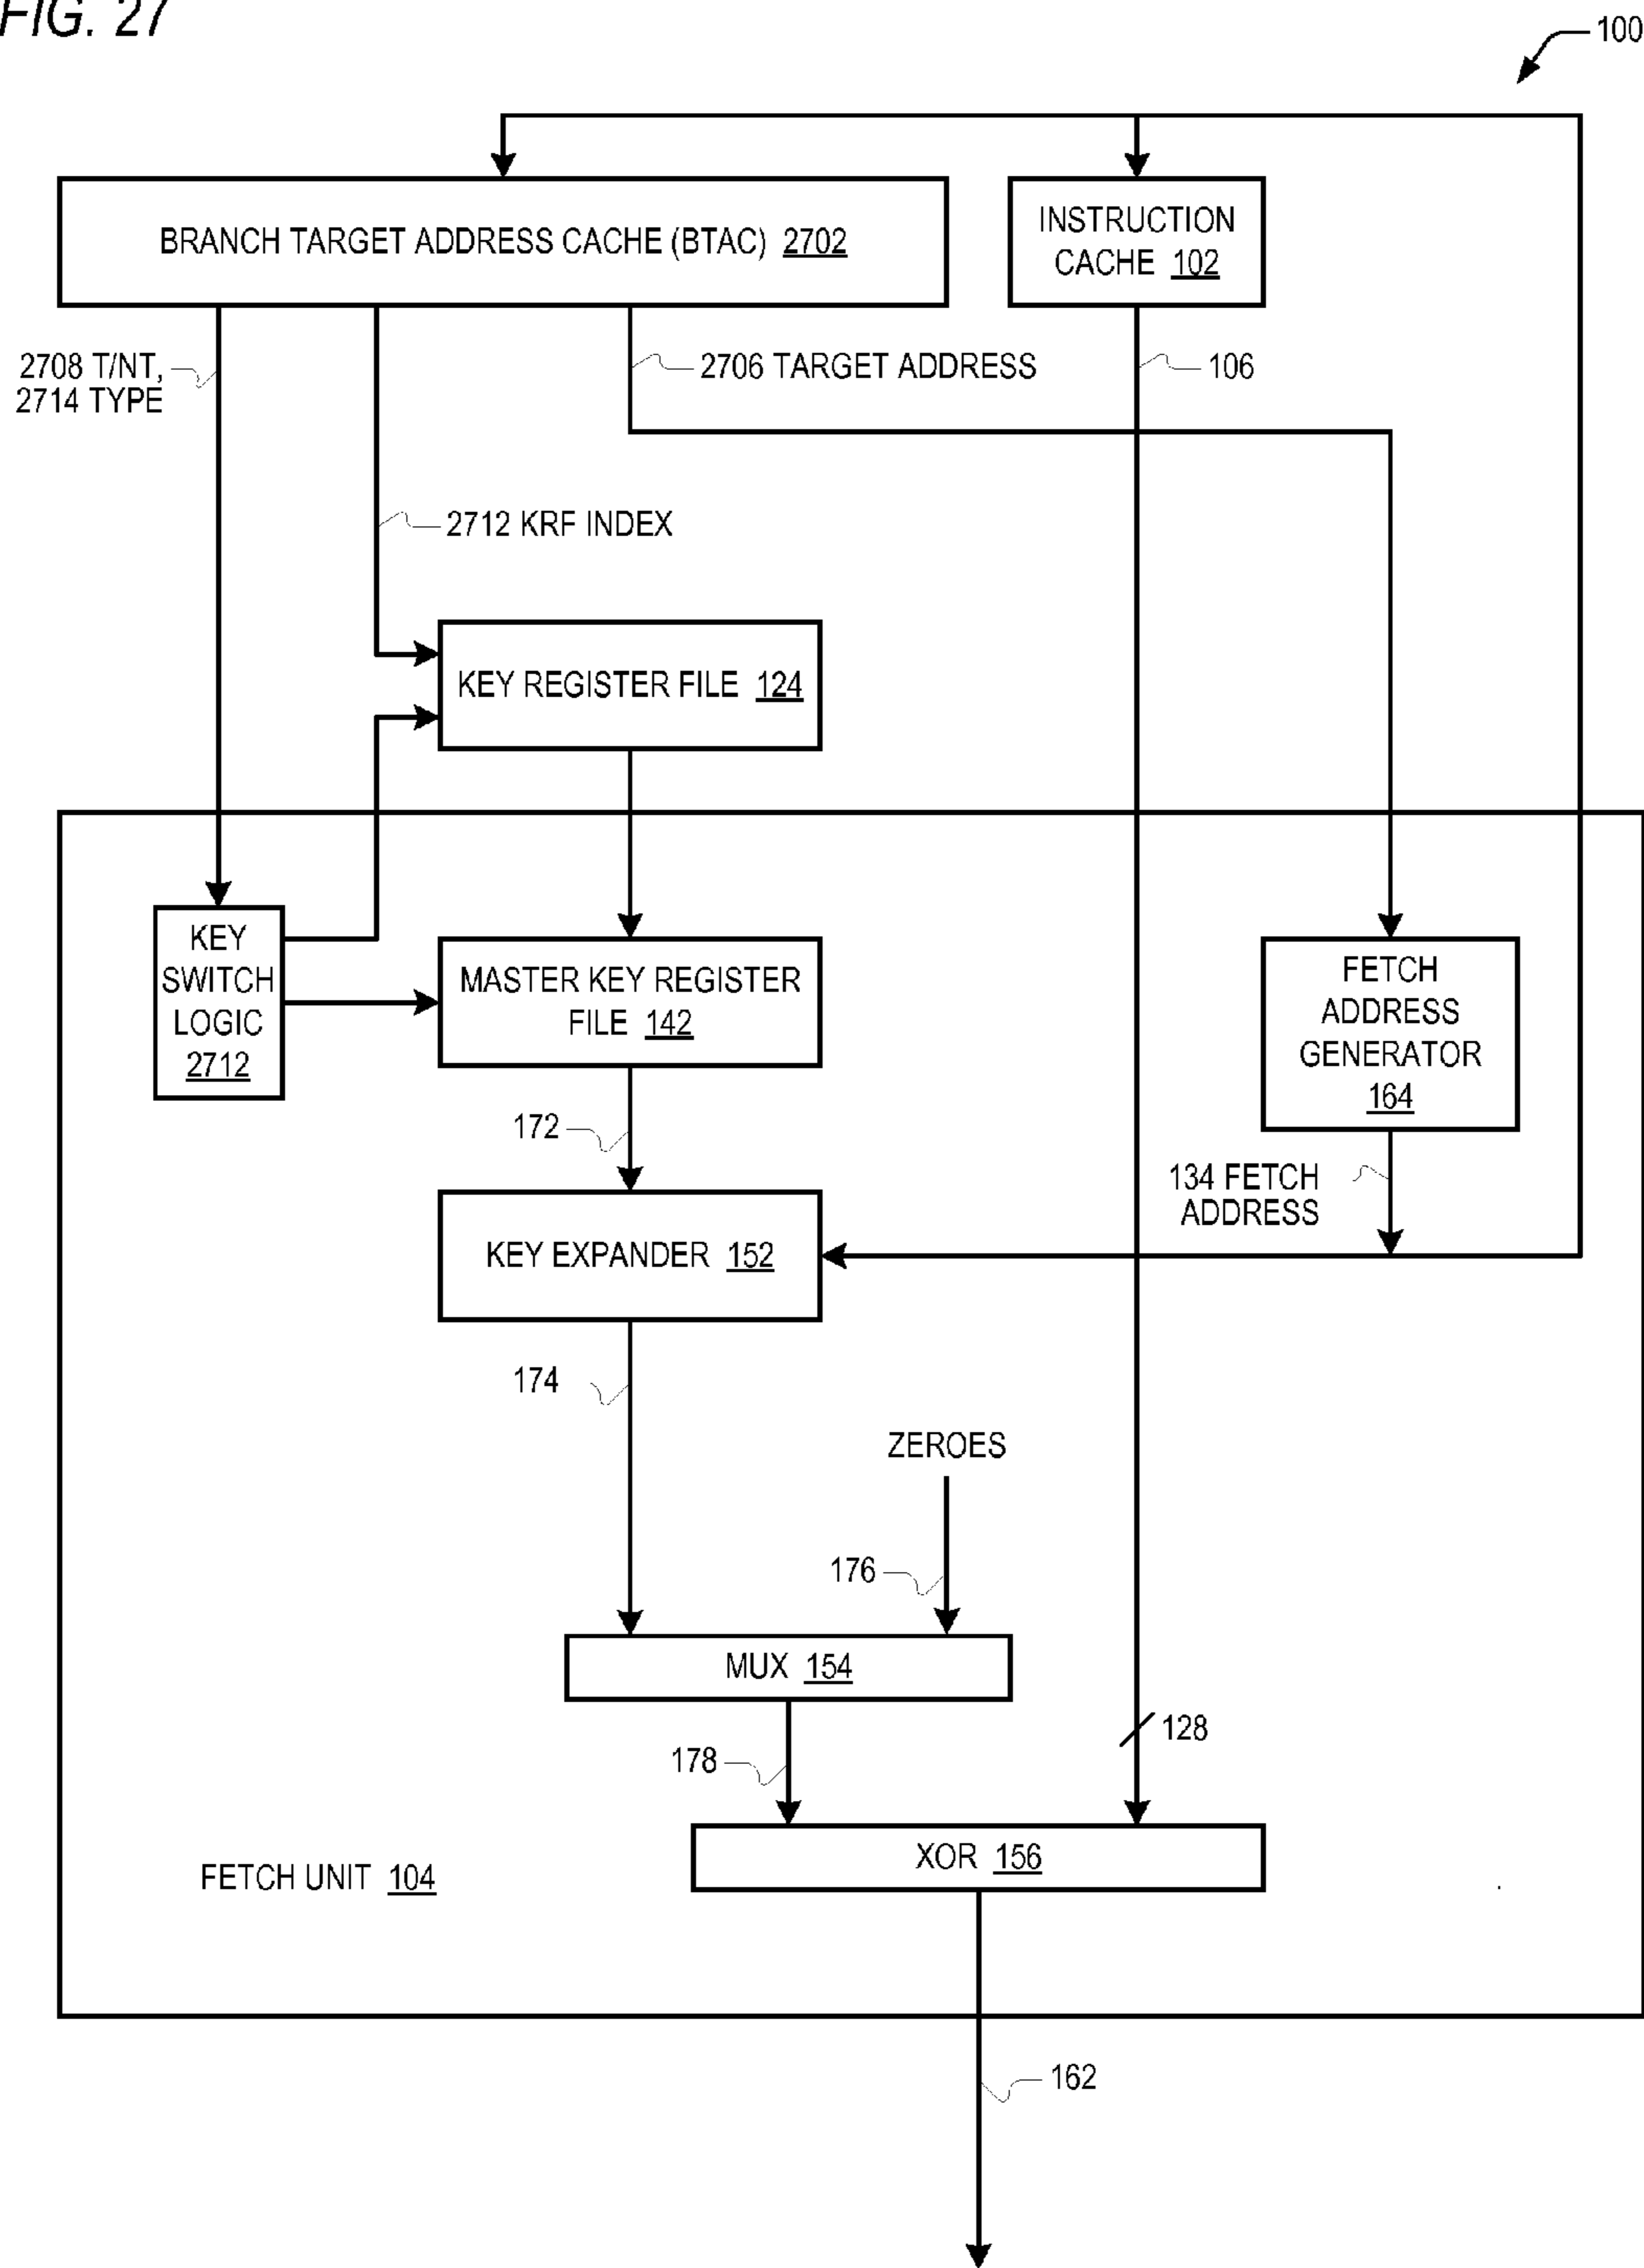 FIG. 27
100
BRANCH TARGET ADDRESS CACHE (BTAC) 2702
INSTRUCTION
CACHE 102
2708 T/NT,
2714 TYPE
2706 TARGET ADDRESS
106
2712 KRF INDEX
KEY REGISTER FILE 124
KEY
SWITCH
LOGIC
2712
MASTER KEY REGISTER
FILE 142
FETCH
ADDRESS
GENERATOR
164
172
134 FETCH
ADDRESS
KEY EXPANDER 152
174
ZEROES
176
MUX 154
128
178
XOR 156
FETCH UNIT 104
162